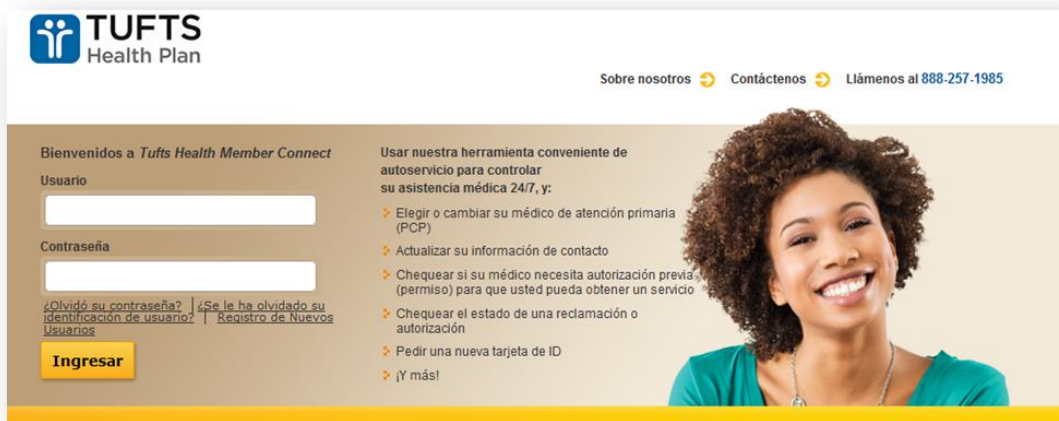 TUFTS
Health Plan
Sobre nosotros Contáctenos Llámenos al 888-257-1985
Bienvenidos a Tufts Health Member Connect
Usuario
Contraseña
¿Olvidó su contraseña? | ¿Se le ha olvidado su
identificación de usuario? | Registro de Nuevos
Usuarios
Ingresar
Usar nuestra herramienta conveniente de
autoservicio para controlar
su asistencia médica 24/7, y:
Elegir o cambiar su médico de atención primaria
(PCP)
Actualizar su información de contacto
Chequear si su médico necesita autorización previa
(permiso) para que usted pueda obtener un servicio
Chequear el estado de una reclamación o
autorización
Pedir una nueva tarjeta de ID
¡Y más!